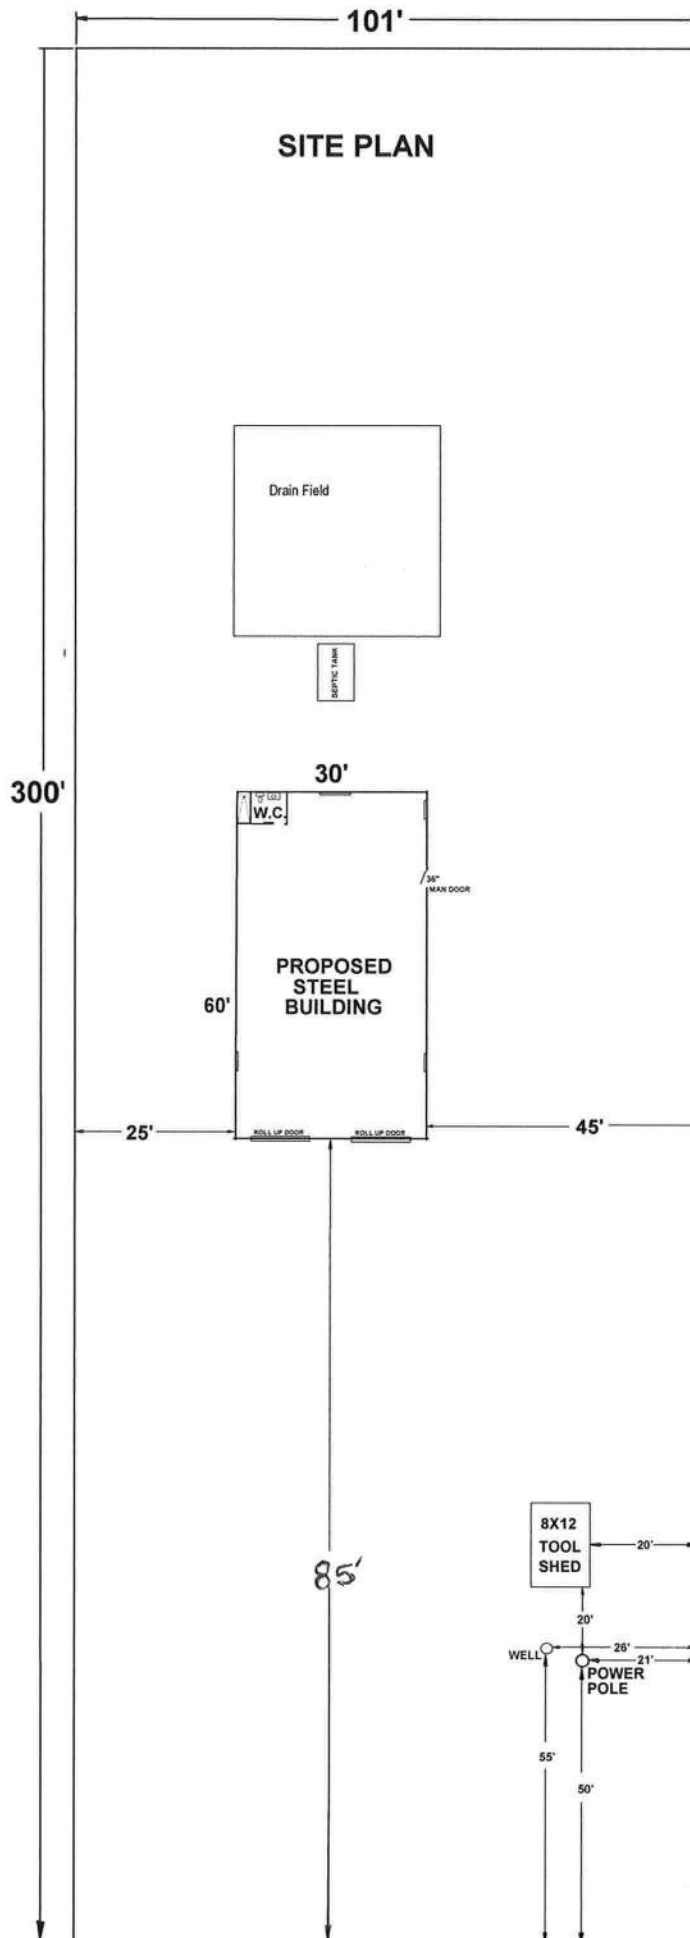 101'
SITE PLAN
Drain Field
SEPTIC TANK
300'
30'
W.C.
36"
MAN DOOR
PROPOSED
STEEL
BUILDING
60'
25'
ROLL UP DOOR
ROLL UP DOOR
45'
8X12
TOOL
SHED
20'
85'
20'
WELL
26'
21'
POWER
POLE
55'
50'